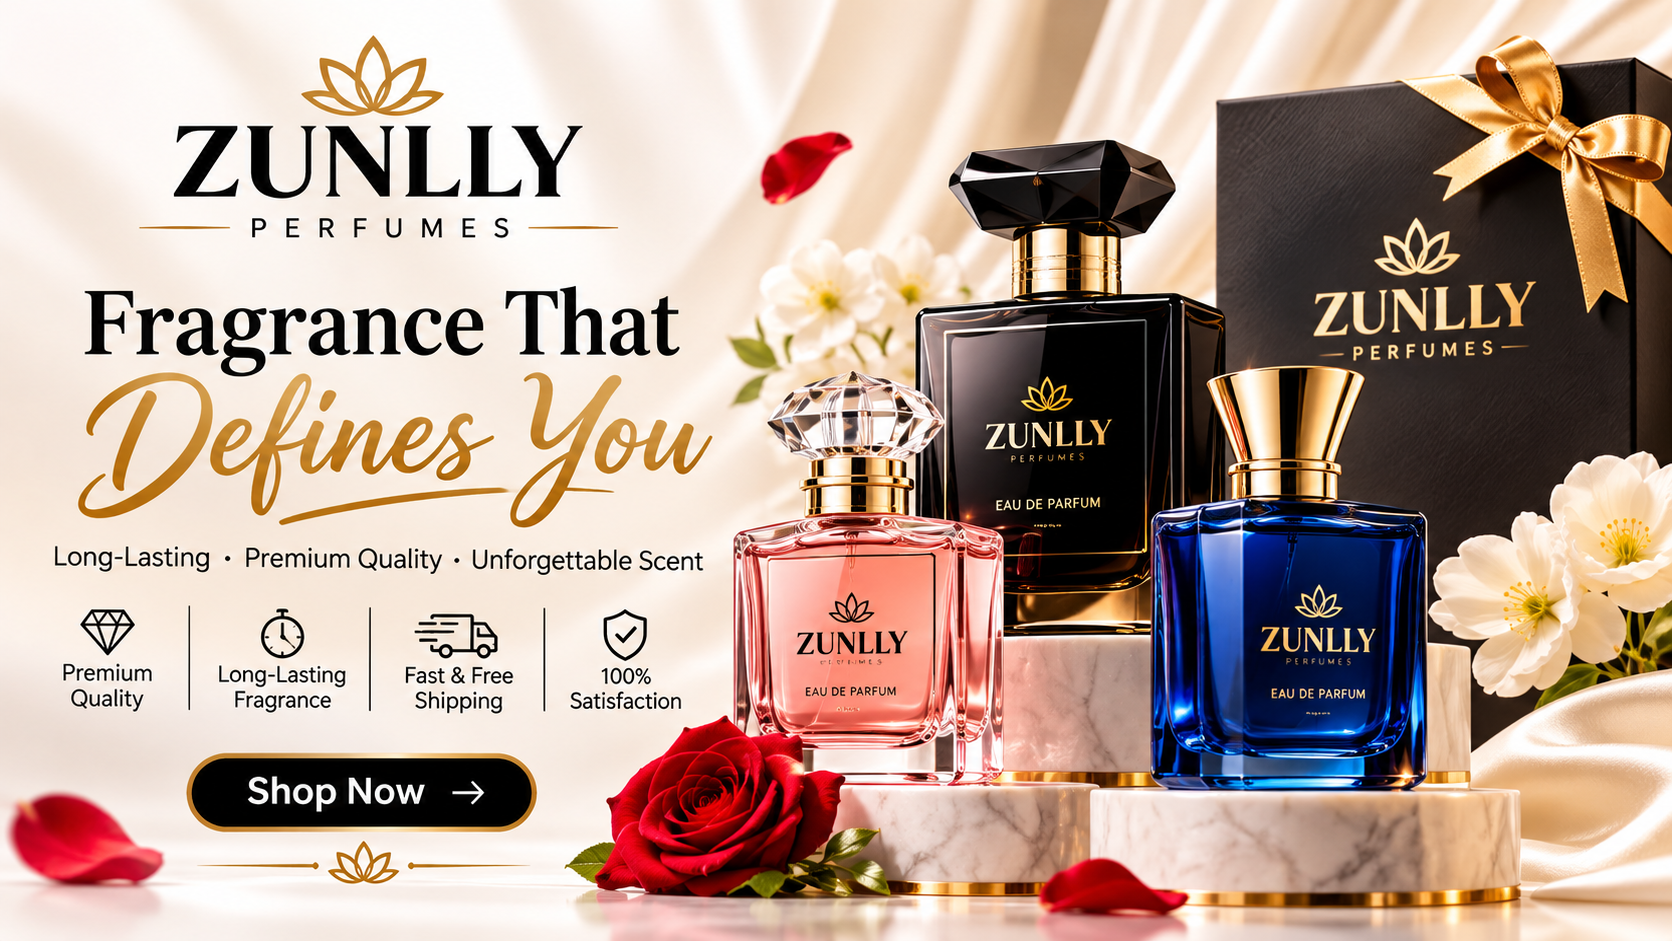 ZUNLLY
PERFUMES
Fragrance That
Defines You
Long-Lasting • Premium Quality • Unforgettable Scent
Premium
Quality
Long-Lasting
Fragrance
Fast & Free
Shipping
100%
Satisfaction
Shop Now →
ZUNLLY
PERFUMES
EAU DE PARFUM
ZUNLLY
EAU DE PARFUM
ZUNLLY
PERFUMES
EAU DE PARFUM
ZUNLLY
PERFUMES